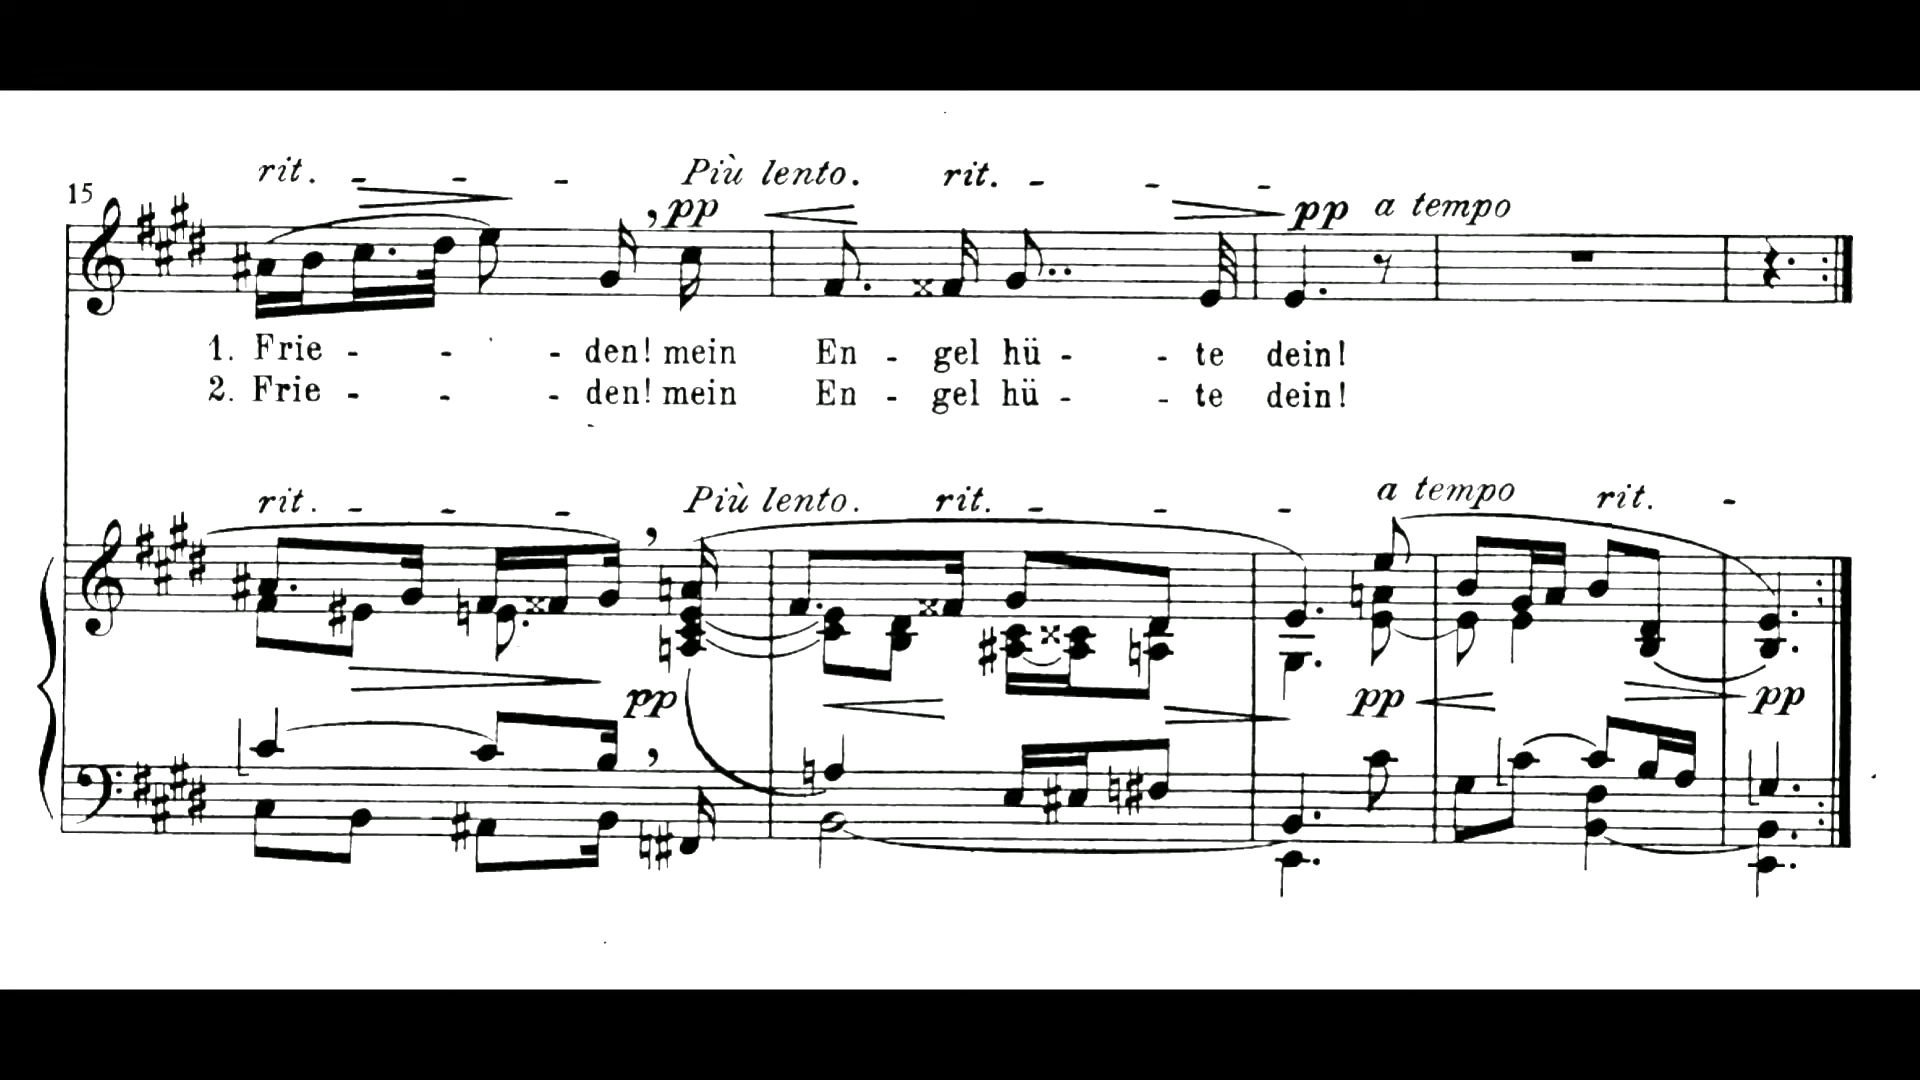 rit. - - - Più lento. rit. - - -
15 pp pp a tempo
1. Frie - - - den! mein En - gel hü - - te dein!
2. Frie - - - den! mein En - gel hü - - te dein!
rit. - - - Più lento. rit. - - - a tempo rit. -
pp pp pp